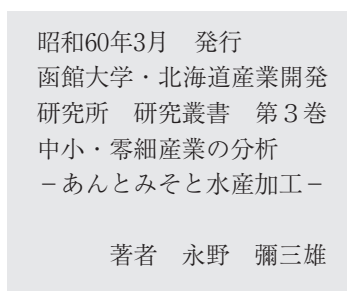 昭和60年3月　発行
函館大学・北海道産業開発
研究所　研究叢書　第３巻
中小・零細産業の分析
－あんとみそと水産加工－
著者　永野　彌三雄